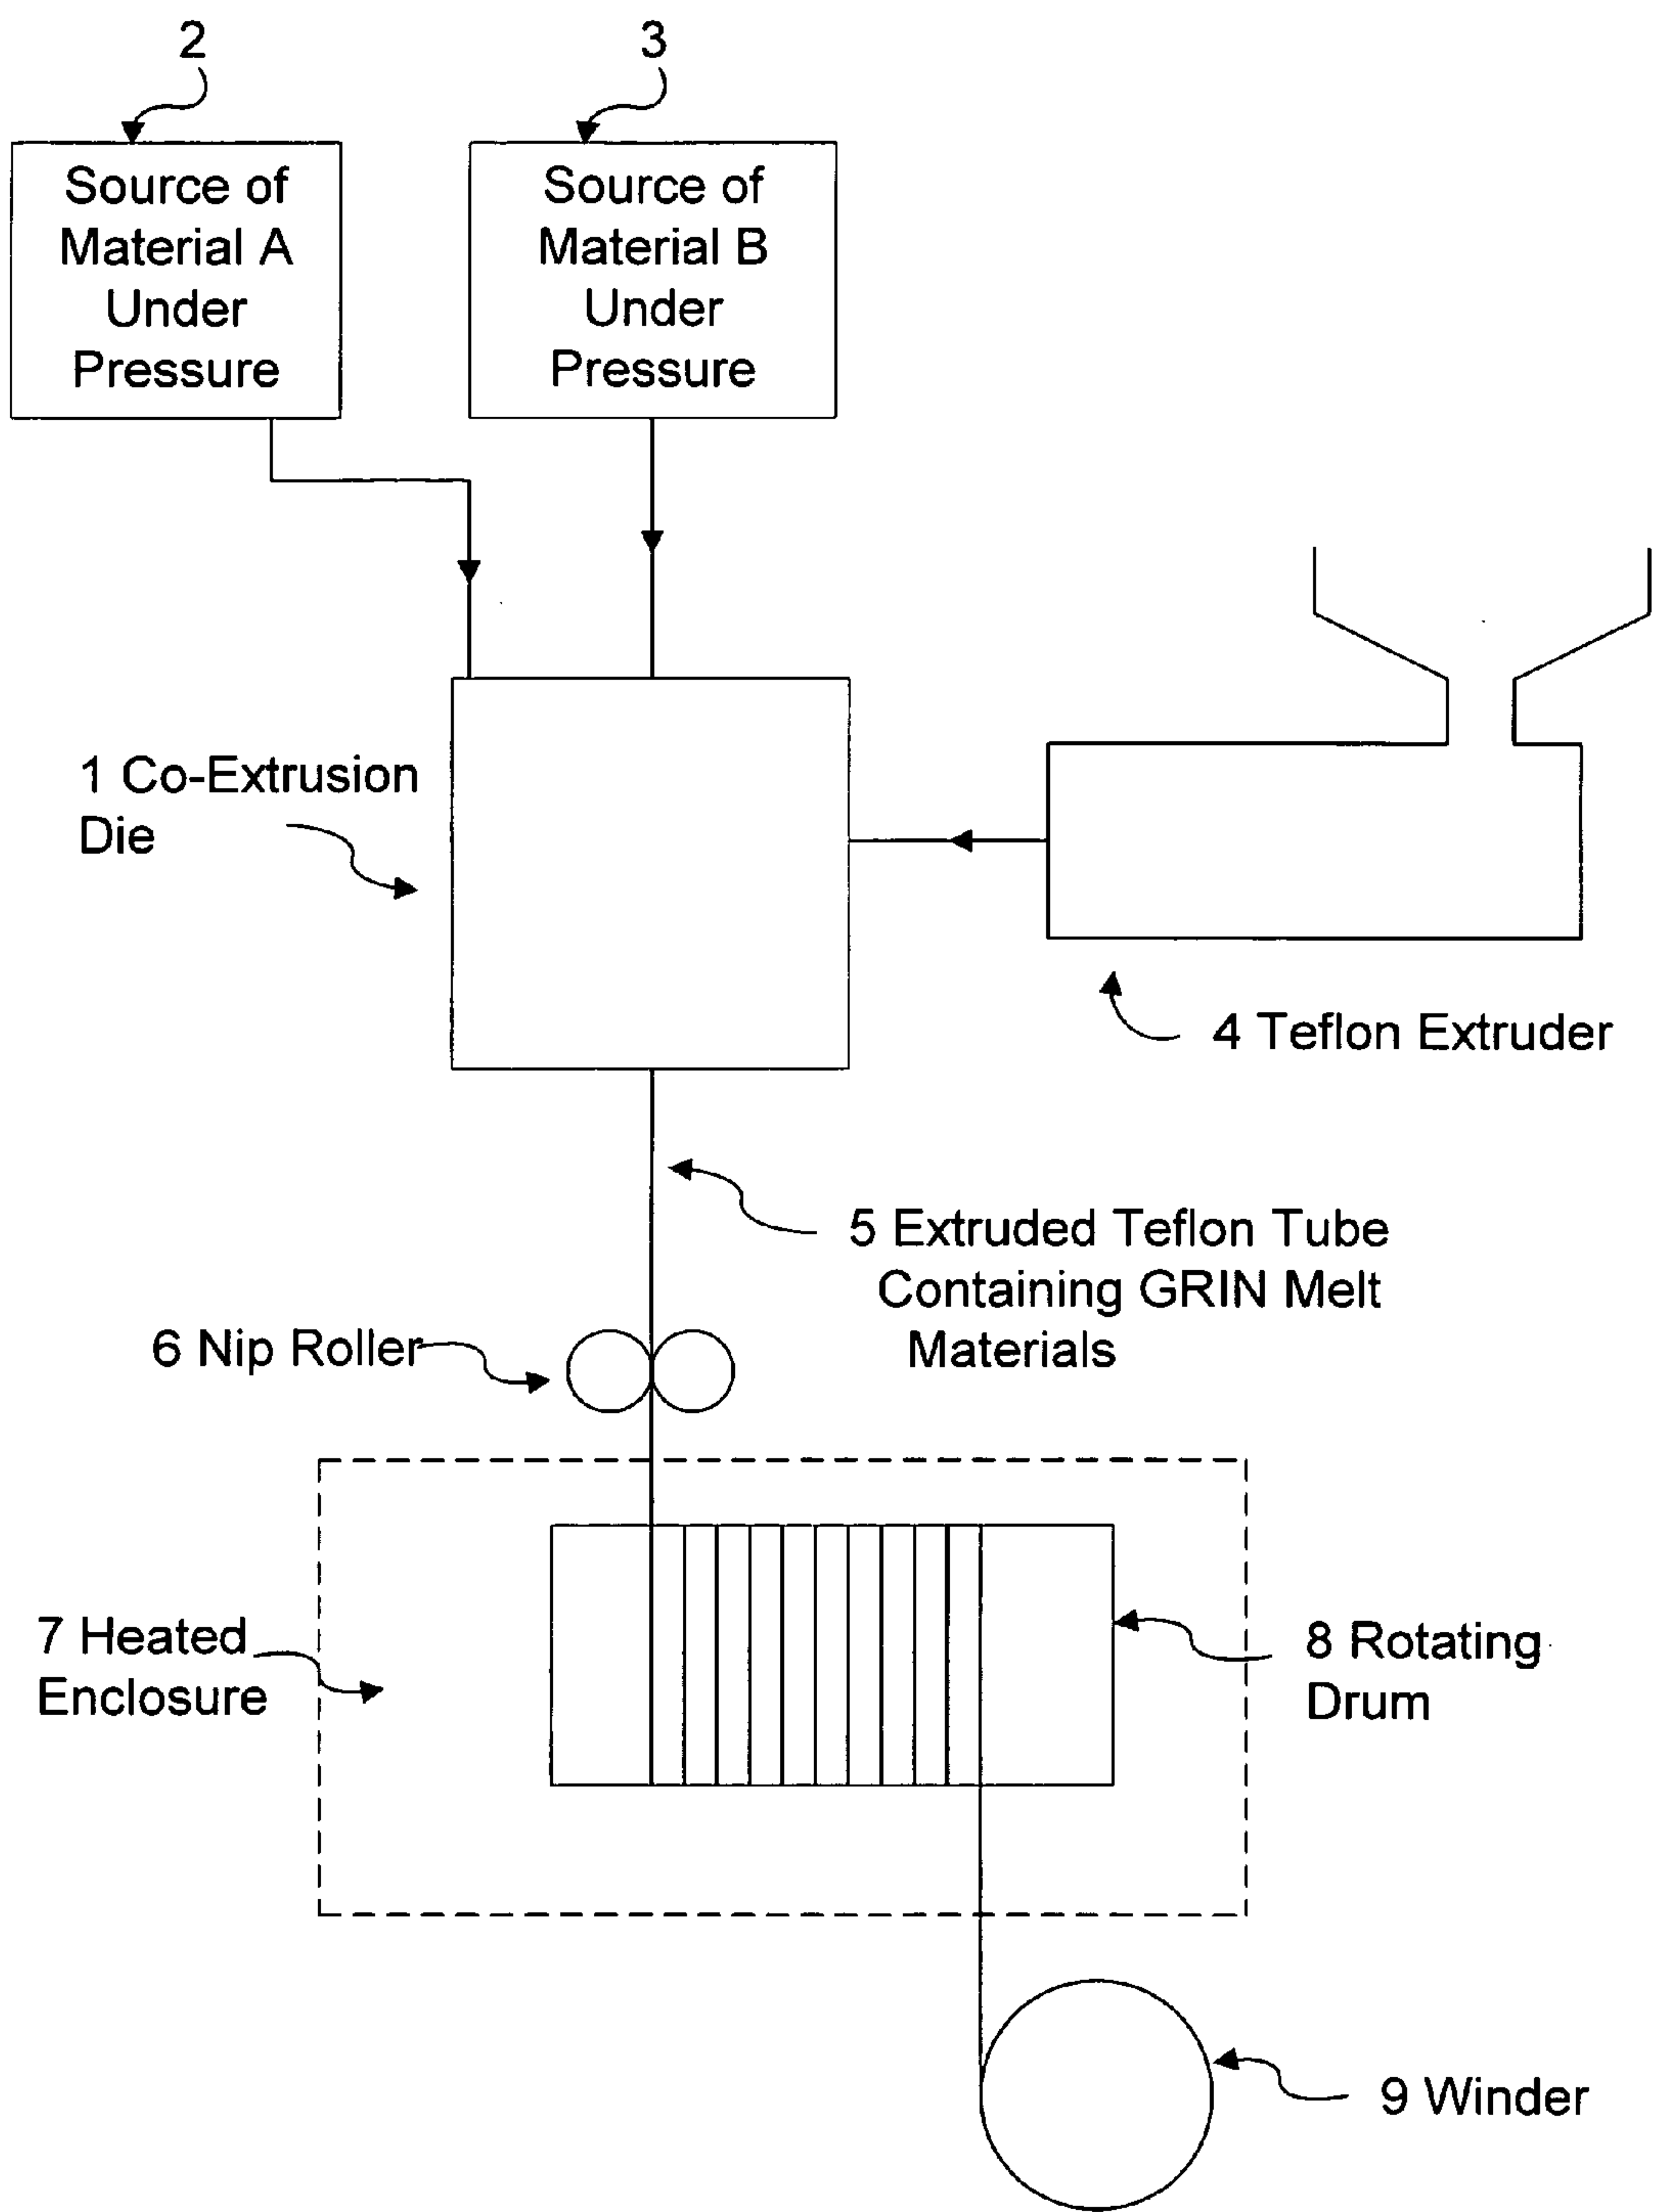 2
3
Source of
Material A
Under
Pressure
Source of
Material B
Under
Pressure
1 Co-Extrusion
Die
4 Teflon Extruder
5 Extruded Teflon Tube
Containing GRIN Melt
Materials
6 Nip Roller
7 Heated
Enclosure
8 Rotating
Drum
9 Winder